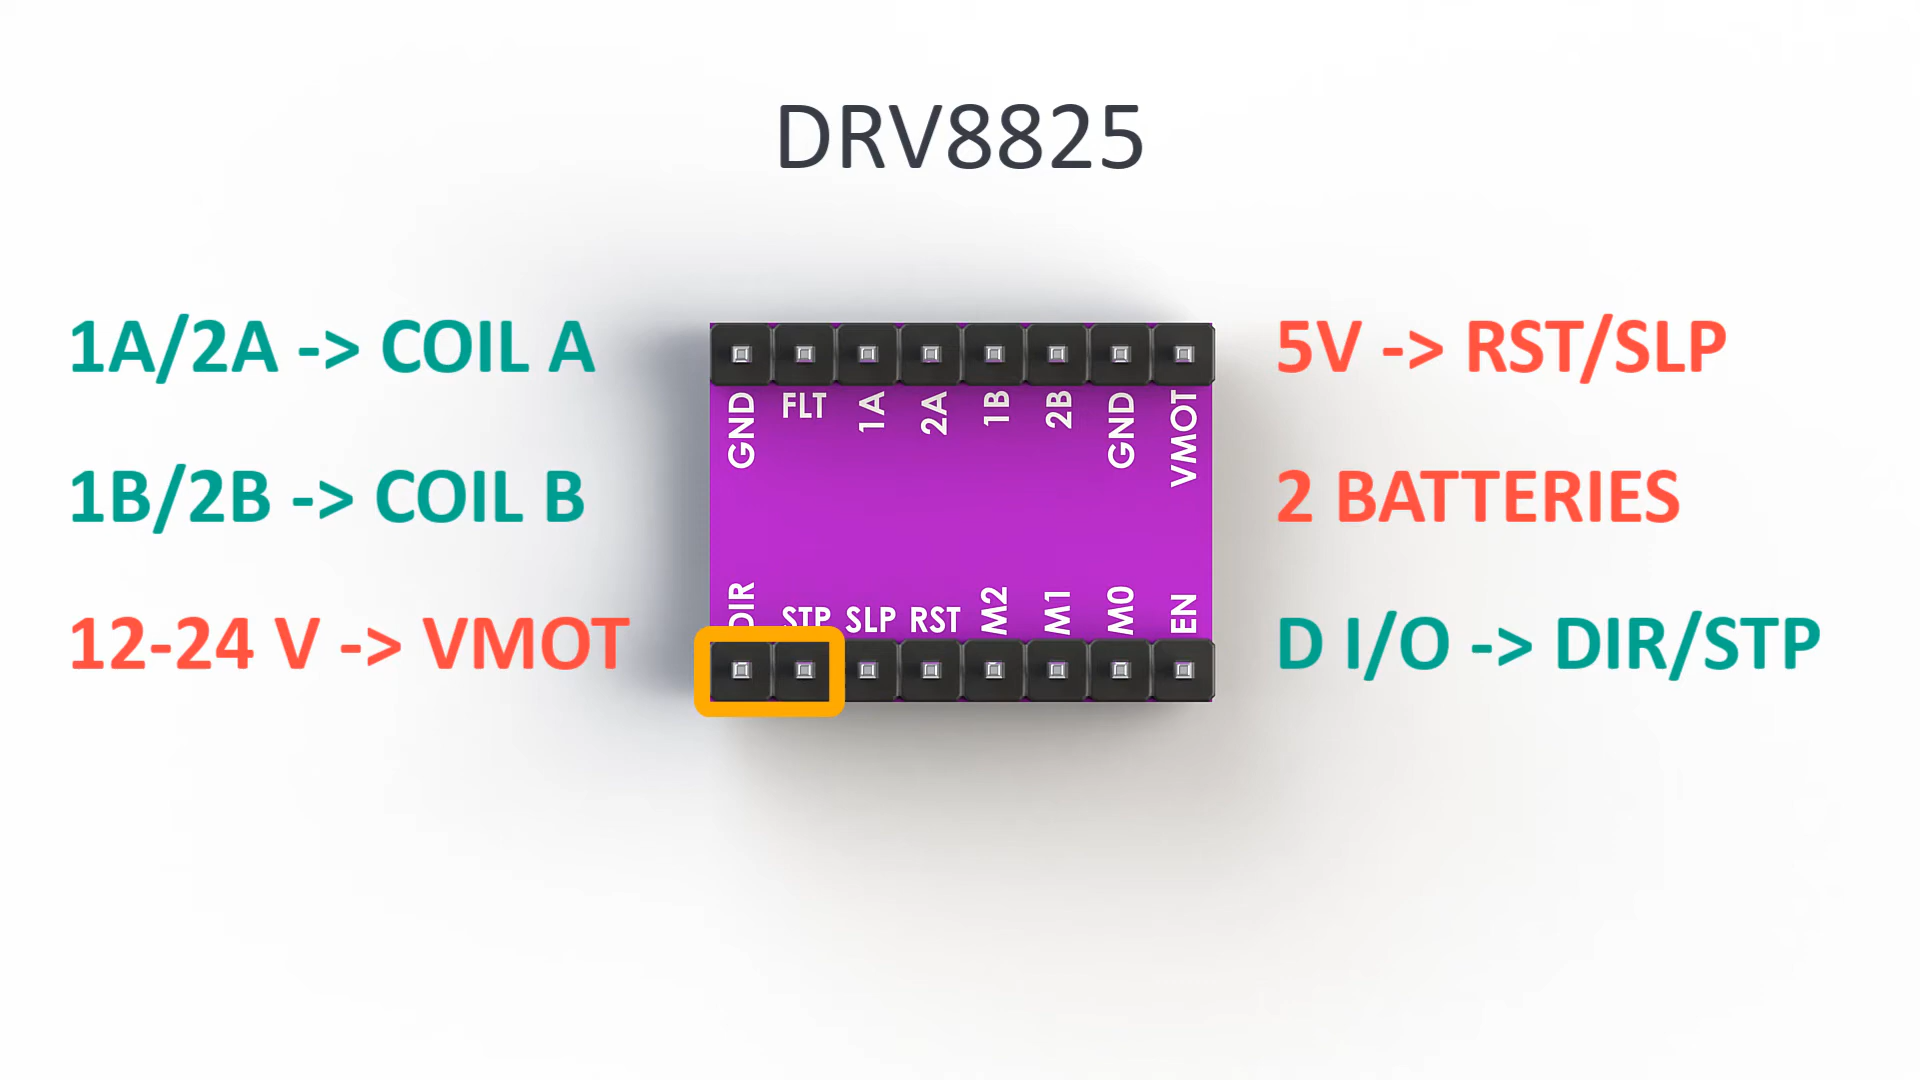 DRV8825
1A/2A -> COIL A
1B/2B -> COIL B
12-24 V -> VMOT
GND FLT 1A 2A 1B 2B GND VMOT
DIR STP SLP RST M2 M1 M0 EN
5V -> RST/SLP
2 BATTERIES
D I/O -> DIR/STP